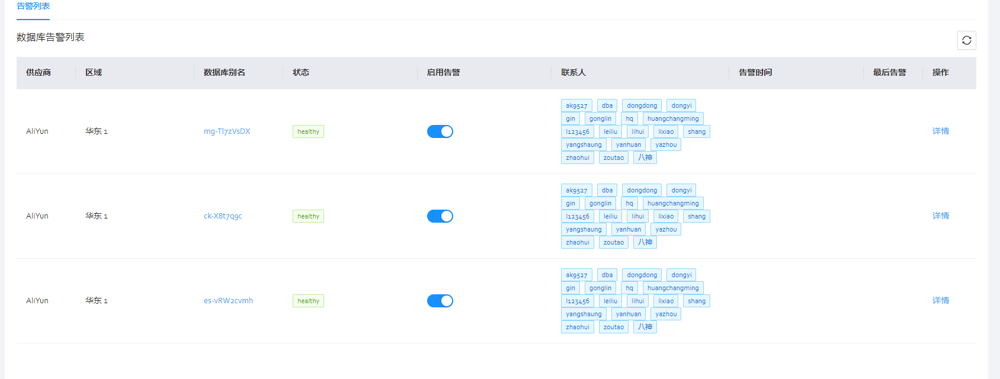 告警列表
数据库告警列表
供应商 区域 数据库别名 状态 启用告警 联系人 告警时间 最后告警 操作
ak9527 dba dongdong dongyi
gin gonglin hq huangchangming
AliYun 华东 1 mg-Tl7zVsDX healthy l123456 leiliu lihui lixiao shang 详情
yangshaung yanhuan yazhou
zhaohui zoutao 八神
ak9527 dba dongdong dongyi
gin gonglin hq huangchangming
AliYun 华东 1 ck-X8t7q9c healthy l123456 leiliu lihui lixiao shang 详情
yangshaung yanhuan yazhou
zhaohui zoutao 八神
ak9527 dba dongdong dongyi
gin gonglin hq huangchangming
AliYun 华东 1 es-vRW2cvmh healthy l123456 leiliu lihui lixiao shang 详情
yangshaung yanhuan yazhou
zhaohui zoutao 八神